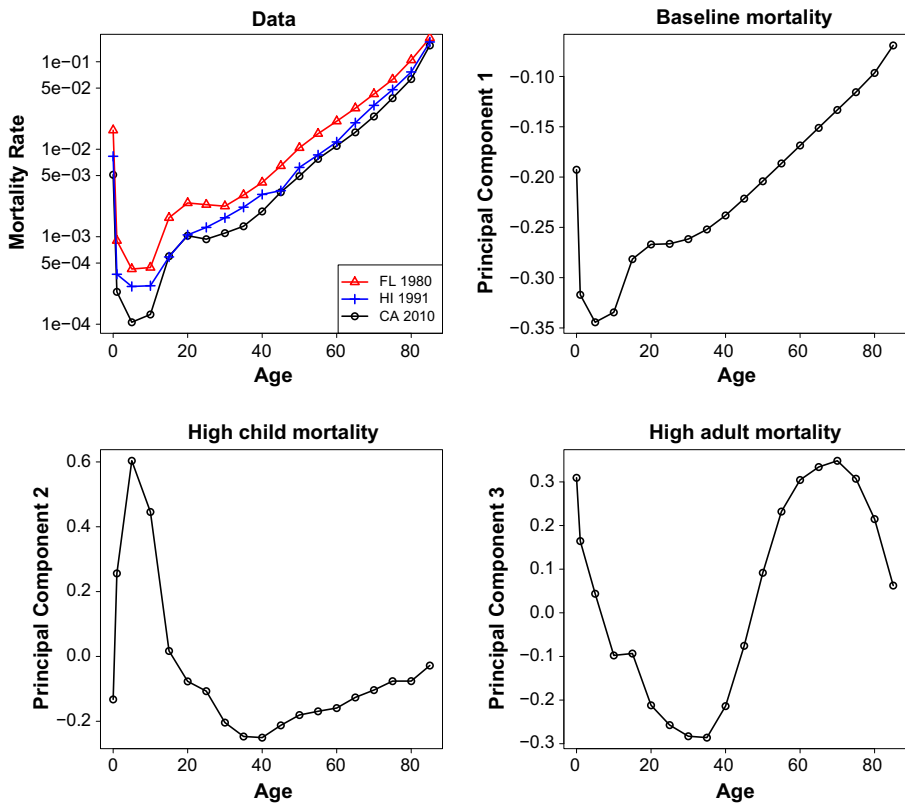 Data
Mortality Rate
1e−01
5e−02
1e−02
5e−03
1e−03
5e−04
1e−04
FL 1980
HI 1991
CA 2010
0 20 40 60 80
Age
Baseline mortality
Principal Component 1
−0.10
−0.15
−0.20
−0.25
−0.30
−0.35
0 20 40 60 80
Age
High child mortality
Principal Component 2
0.6
0.4
0.2
0.0
−0.2
0 20 40 60 80
Age
High adult mortality
Principal Component 3
0.3
0.2
0.1
0.0
−0.1
−0.2
−0.3
0 20 40 60 80
Age